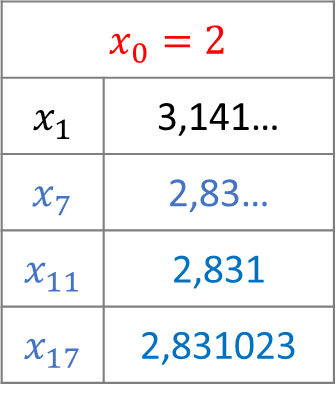 x₀ = 2
x₁ 3,141...
x₇ 2,83...
x₁₁ 2,831
x₁₇ 2,831023